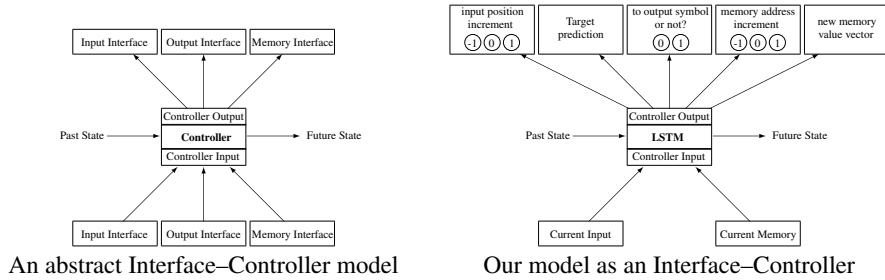 Input Interface Output Interface Memory Interface
Controller Output
Past State Controller Future State
Controller Input
Input Interface Output Interface Memory Interface
An abstract Interface–Controller model
input position
increment
-1 0 1
Target
prediction
to output symbol
or not?
0 1
memory address
increment
-1 0 1
new memory
value vector
Controller Output
Past State LSTM Future State
Controller Input
Current Input Current Memory
Our model as an Interface–Controller